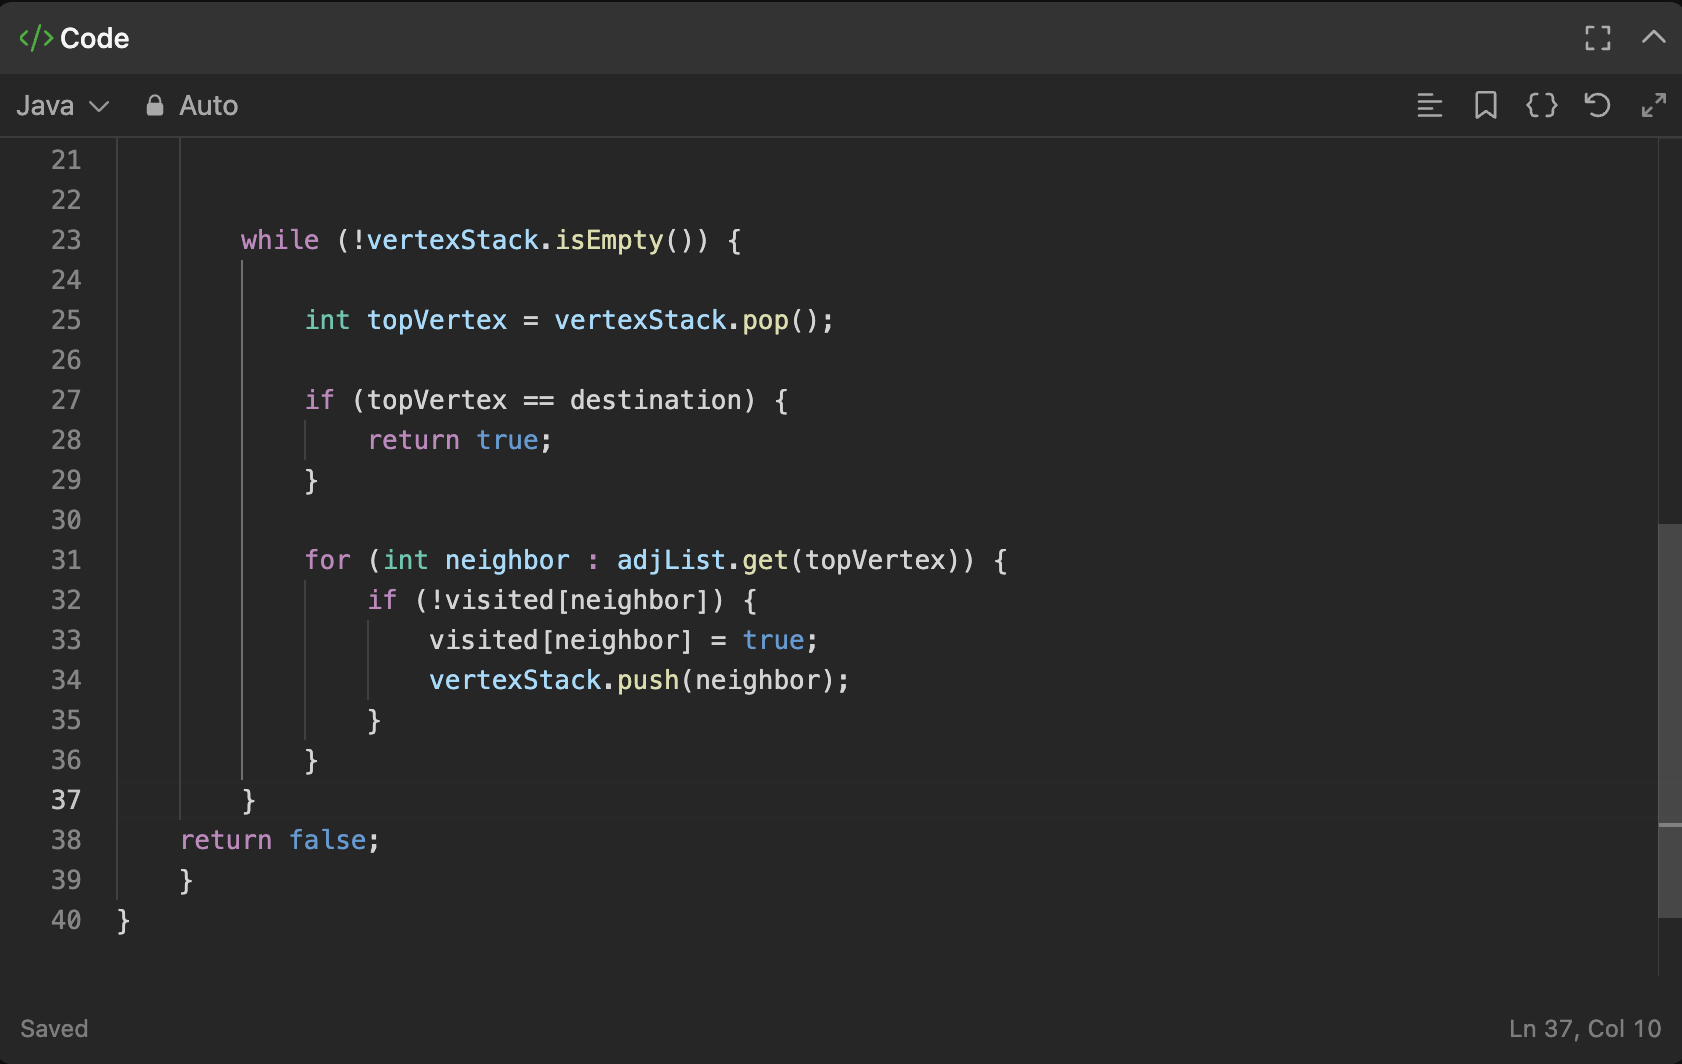 </> Code
Java Auto {}
21
22
23 while (!vertexStack.isEmpty()) {
24
25 int topVertex = vertexStack.pop();
26
27 if (topVertex == destination) {
28 return true;
29 }
30
31 for (int neighbor : adjList.get(topVertex)) {
32 if (!visited[neighbor]) {
33 visited[neighbor] = true;
34 vertexStack.push(neighbor);
35 }
36 }
37 }
38 return false;
39 }
40 }
Saved Ln 37, Col 10